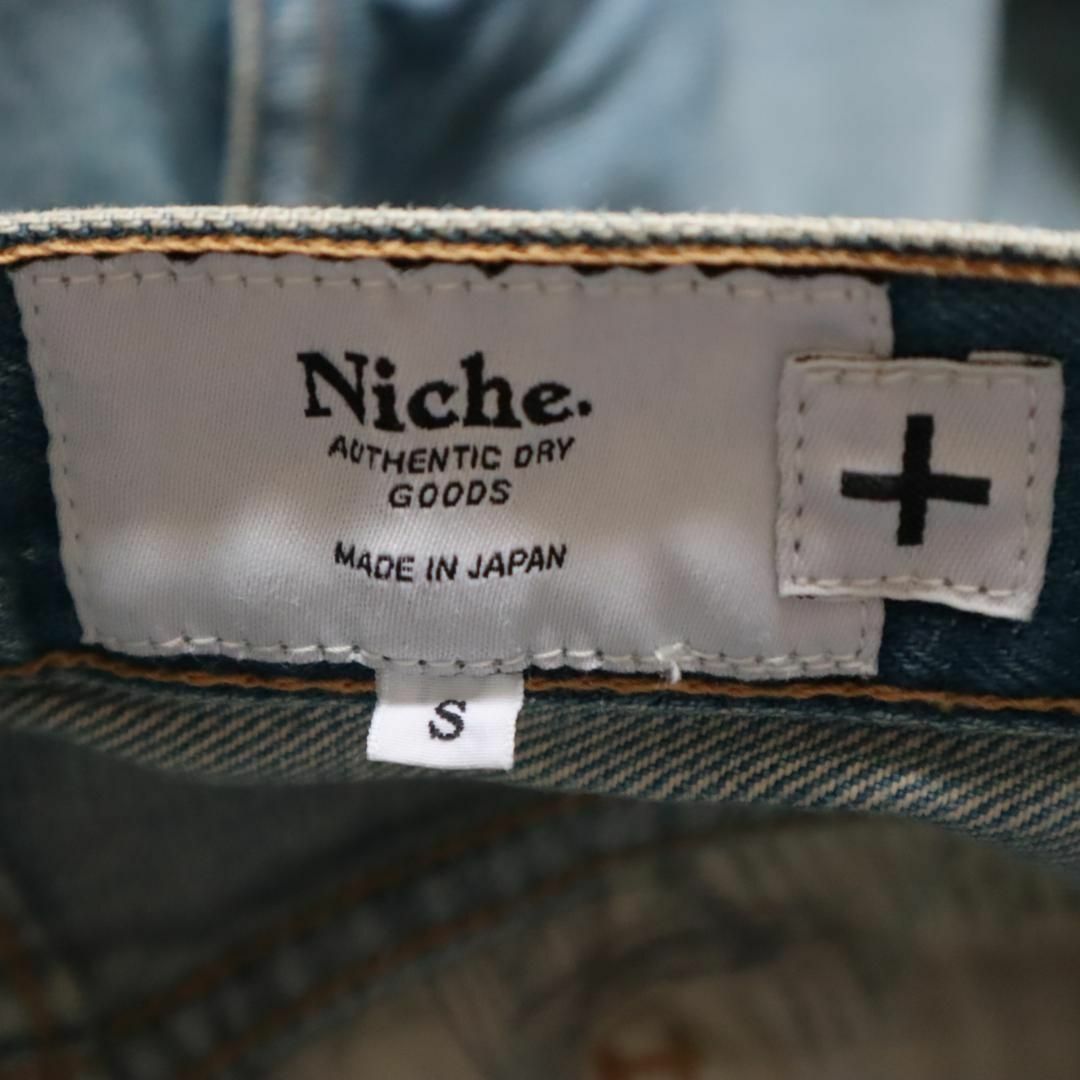 Niche.
AUTHENTIC DRY
GOODS
MADE IN JAPAN
+
S